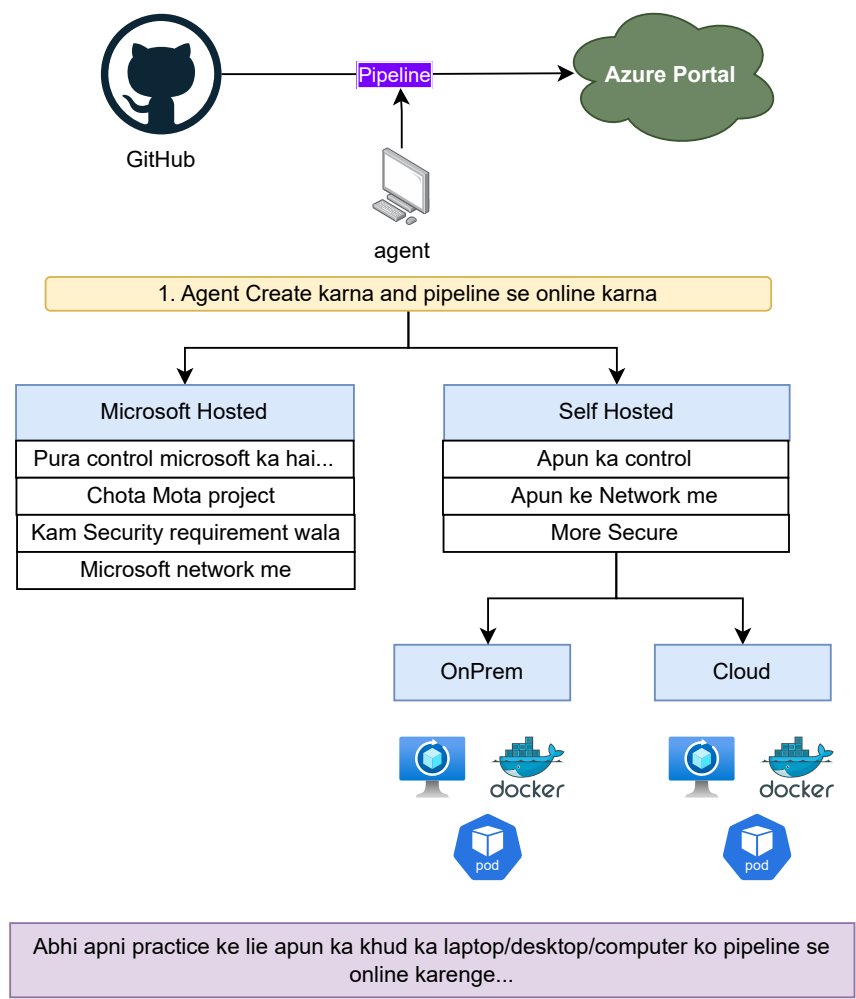 Pipeline
Azure Portal
GitHub
agent
1. Agent Create karna and pipeline se online karna
Microsoft Hosted
Pura control microsoft ka hai...
Chota Mota project
Kam Security requirement wala
Microsoft network me
Self Hosted
Apun ka control
Apun ke Network me
More Secure
OnPrem
Cloud
docker
pod
docker
pod
Abhi apni practice ke lie apun ka khud ka laptop/desktop/computer ko pipeline se
online karenge...